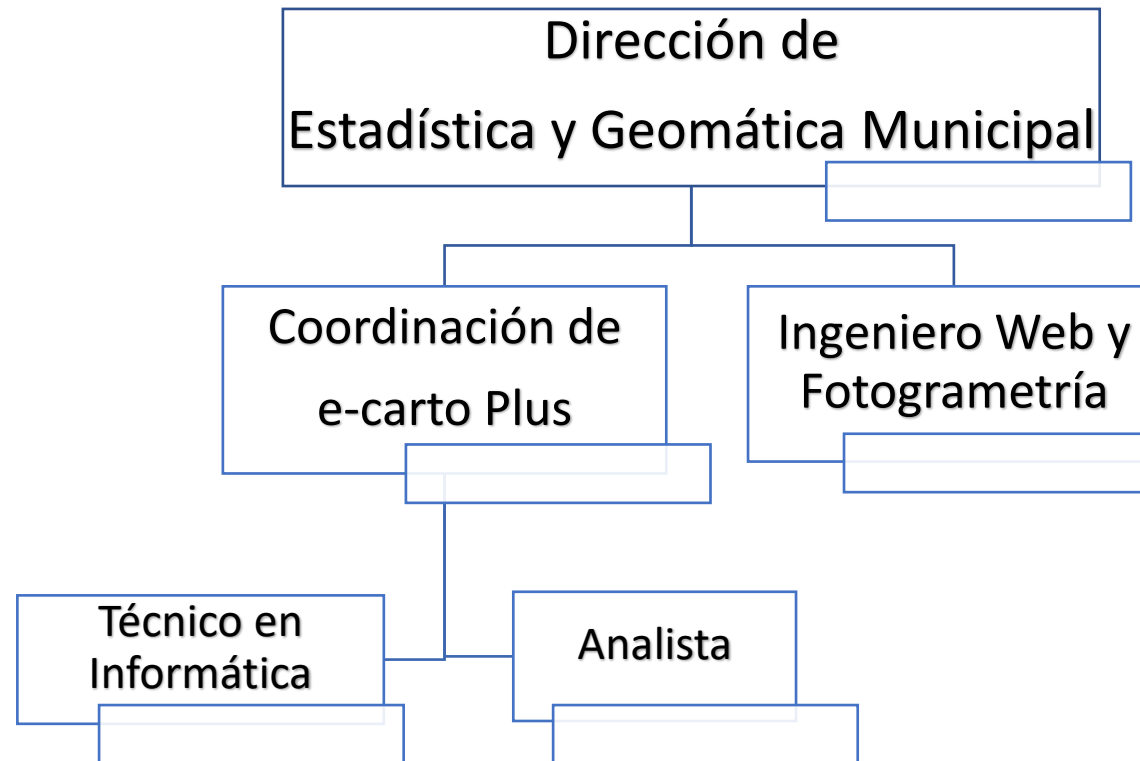 Dirección de
Estadística y Geomática Municipal
Coordinación de
e-carto Plus
Ingeniero Web y
Fotogrametría
Técnico en
Informática
Analista